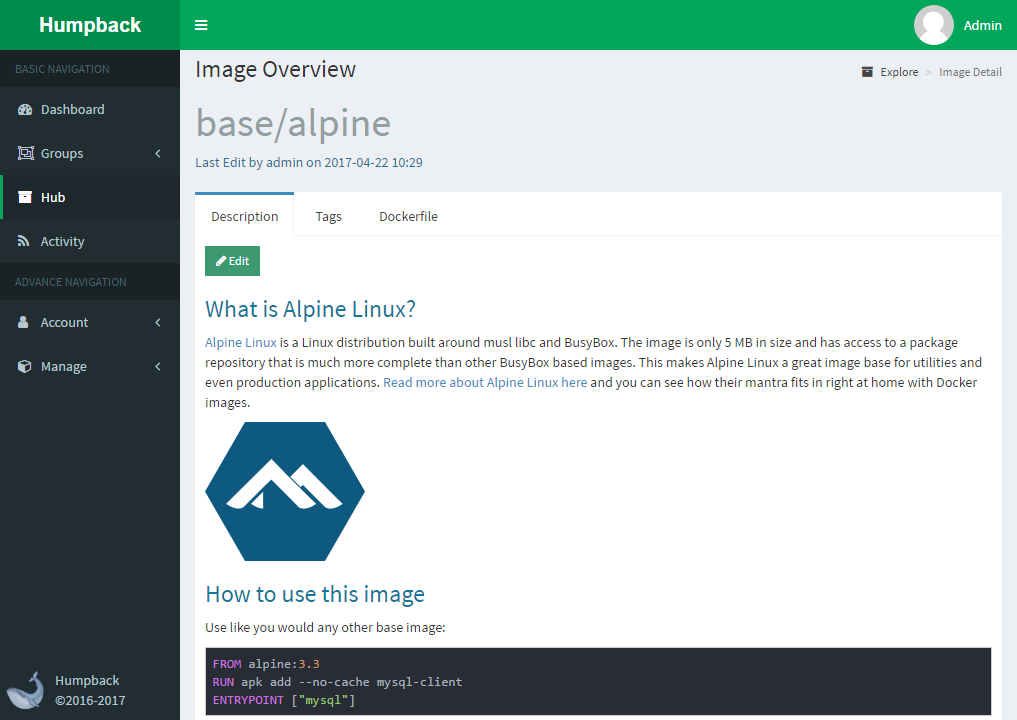 Humpback
Admin
BASIC NAVIGATION
Dashboard
Groups
Hub
Activity
ADVANCE NAVIGATION
Account
Manage
Humpback
©2016-2017
Image Overview
Explore > Image Detail
base/alpine
Last Edit by admin on 2017-04-22 10:29
Description Tags Dockerfile
Edit
What is Alpine Linux?
Alpine Linux is a Linux distribution built around musl libc and BusyBox. The image is only 5 MB in size and has access to a package
repository that is much more complete than other BusyBox based images. This makes Alpine Linux a great image base for utilities and
even production applications. Read more about Alpine Linux here and you can see how their mantra fits in right at home with Docker
images.
How to use this image
Use like you would any other base image:
FROM alpine:3.3
RUN apk add --no-cache mysql-client
ENTRYPOINT ["mysql"]